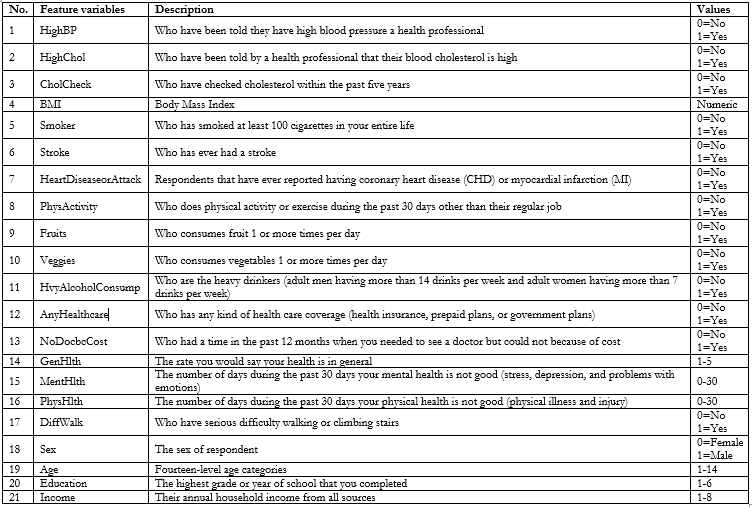 No. Feature variables Description Values
1 HighBP Who have been told they have high blood pressure a health professional 0=No
1=Yes
2 HighChol Who have been told by a health professional that their blood cholesterol is high 0=No
1=Yes
3 CholCheck Who have checked cholesterol within the past five years 0=No
1=Yes
4 BMI Body Mass Index Numeric
5 Smoker Who has smoked at least 100 cigarettes in your entire life 0=No
1=Yes
6 Stroke Who has ever had a stroke 0=No
1=Yes
7 HeartDiseaseorAttack Respondents that have ever reported having coronary heart disease (CHD) or myocardial infarction (MI) 0=No
1=Yes
8 PhysActivity Who does physical activity or exercise during the past 30 days other than their regular job 0=No
1=Yes
9 Fruits Who consumes fruit 1 or more times per day 0=No
1=Yes
10 Veggies Who consumes vegetables 1 or more times per day 0=No
1=Yes
11 HvyAlcoholConsump Who are the heavy drinkers (adult men having more than 14 drinks per week and adult women having more than 7 0=No
drinks per week) 1=Yes
12 AnyHealthcare Who has any kind of health care coverage (health insurance, prepaid plans, or government plans) 0=No
1=Yes
13 NoDocbcCost Who had a time in the past 12 months when you needed to see a doctor but could not because of cost 0=No
1=Yes
14 GenHlth The rate you would say your health is in general 1-5
15 MentHlth The number of days during the past 30 days your mental health is not good (stress, depression, and problems with 0-30
emotions)
16 PhysHlth The number of days during the past 30 days your physical health is not good (physical illness and injury) 0-30
17 DiffWalk Who have serious difficulty walking or climbing stairs 0=No
1=Yes
18 Sex The sex of respondent 0=Female
1=Male
19 Age Fourteen-level age categories 1-14
20 Education The highest grade or year of school that you completed 1-6
21 Income Their annual household income from all sources 1-8